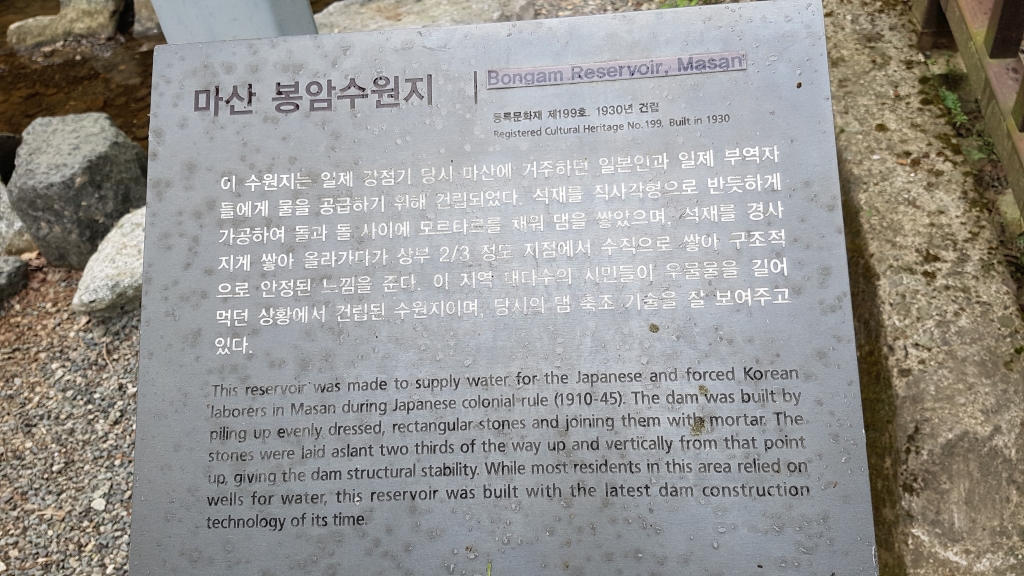 마산 봉암수원지
Bongam Reservoir, Masan
등록문화재 제199호, 1930년 건립
Registered Cultural Heritage No.199, Built in 1930
이 수원지는 일제 강점기 당시 마산에 거주하던 일본인과 일제 부역자
들에게 물을 공급하기 위해 건립되었다. 석재를 직사각형으로 반듯하게
가공하여 돌과 돌 사이에 모르타르를 채워 댐을 쌓았으며, 석재를 경사
지게 쌓아 올라가다가 상부 2/3 정도 지점에서 수직으로 쌓아 구조적
으로 안정된 느낌을 준다. 이 지역 대다수의 시민들이 우물물을 길어
먹던 상황에서 건립된 수원지이며, 당시의 댐 축조 기술을 잘 보여주고
있다.
This reservoir was made to supply water for the Japanese and forced Korean
laborers in Masan during Japanese colonial rule (1910-45). The dam was built by
piling up evenly dressed, rectangular stones and joining them with mortar. The
stones were laid aslant two thirds of the way up and vertically from that point
up, giving the dam structural stability. While most residents in this area relied on
wells for water, this reservoir was built with the latest dam construction
technology of its time.